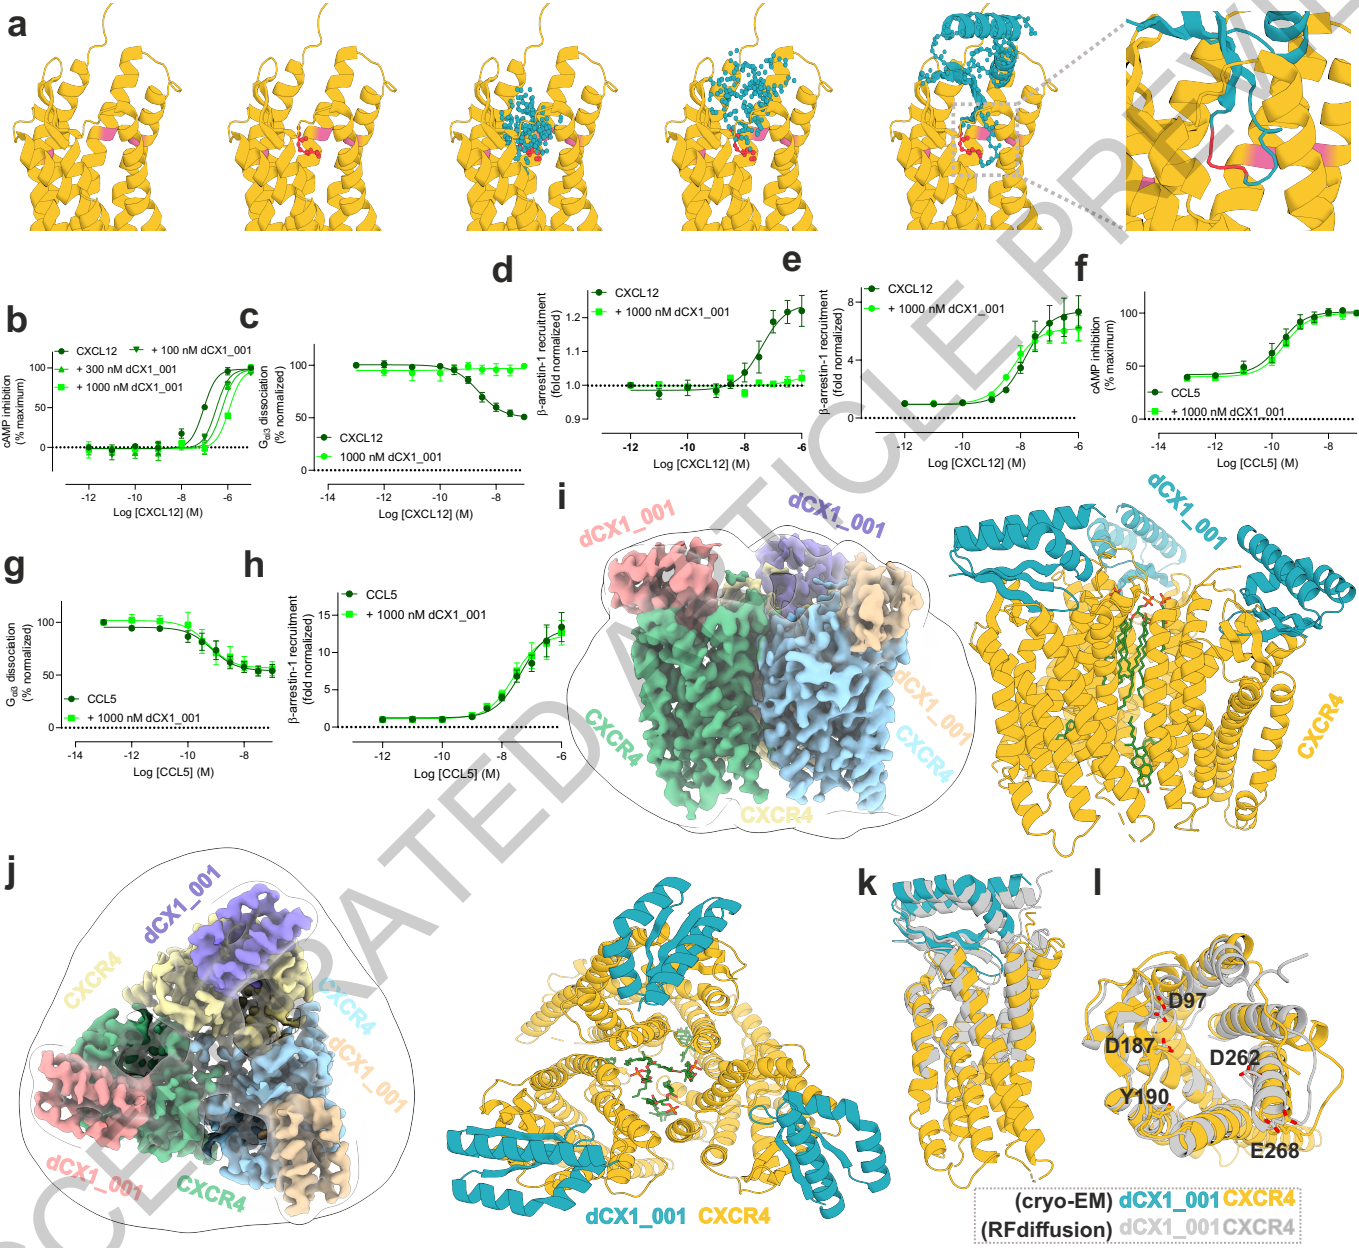 a
b
cAMP inhibition
(% maximum)
CXCL12
+ 100 nM dCX1_001
+ 300 nM dCX1_001
+ 1000 nM dCX1_001
100
50
0
-12
-10
-8
-6
Log [CXCL12] (M)
c
Gαi3 dissociation
(% normalized)
100
50
0
CXCL12
1000 nM dCX1_001
-14
-12
-10
-8
Log [CXCL12] (M)
d
β-arrestin-1 recruitment
(fold normalized)
CXCL12
+ 1000 nM dCX1_001
1.2
1.1
1.0
0.9
-12
-10
-8
-6
Log [CXCL12] (M)
e
β-arrestin-1 recruitment
(fold normalized)
CXCL12
+ 1000 nM dCX1_001
8
4
0
-12
-10
-8
-6
Log [CXCL12] (M)
f
cAMP inhibition
(% maximum)
100
50
0
CCL5
+ 1000 nM dCX1_001
-12
-10
-8
Log [CCL5] (M)
g
Gαi3 dissociation
(% normalized)
100
50
0
CCL5
+ 1000 nM dCX1_001
-14
-12
-10
-8
Log [CCL5] (M)
h
β-arrestin-1 recruitment
(fold normalized)
CCL5
+ 1000 nM dCX1_001
15
10
5
0
-12
-10
-8
-6
Log [CCL5] (M)
i
dCX1_001
dCX1_001
dCX1_001
CXCR4
CXCR4
CXCR4
dCX1_001
CXCR4
j
dCX1_001
CXCR4
CXCR4
dCX1_001
dCX1_001
CXCR4
dCX1_001 CXCR4
k
l
D97
D187
D262
Y190
E268
(cryo-EM) dCX1_001 CXCR4
(RFdiffusion) dCX1_001 CXCR4
RATED ARTICLE PREVIE